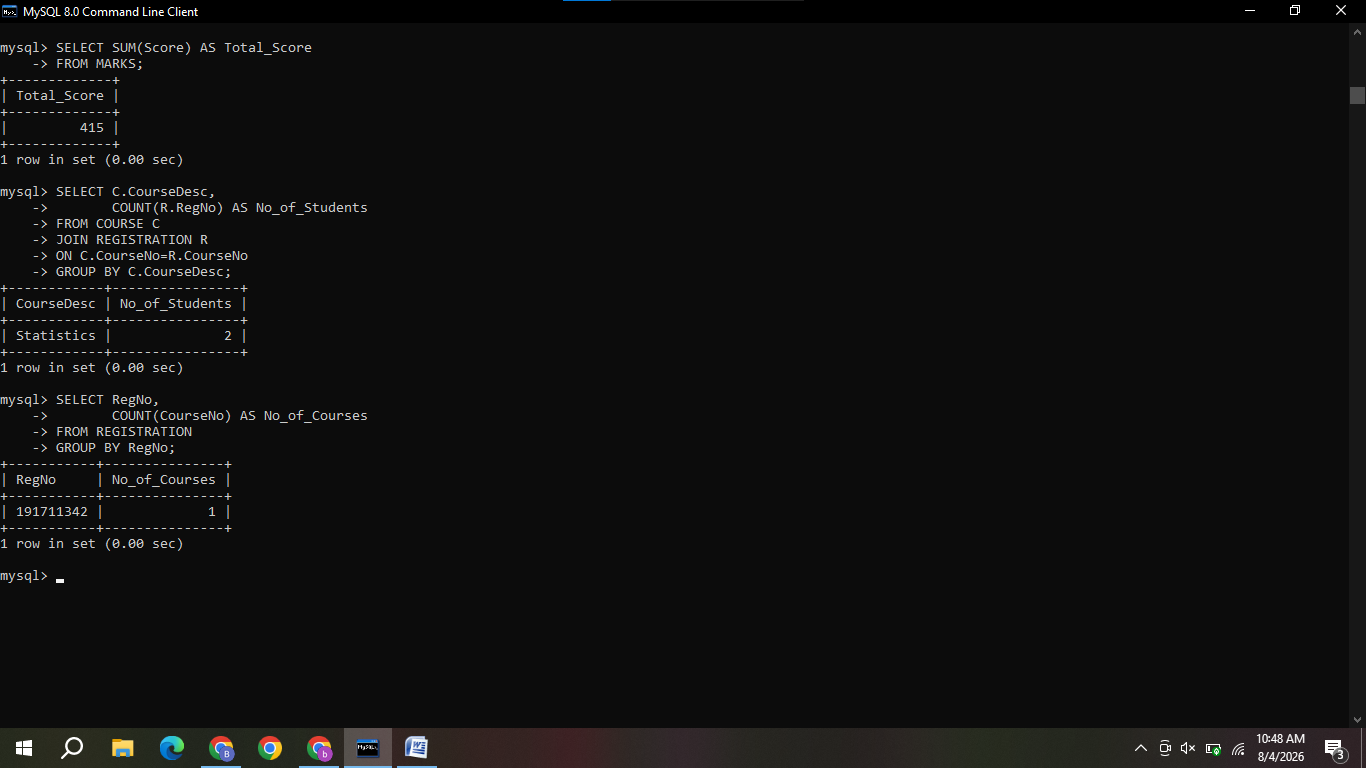 MySQL 8.0 Command Line Client
mysql> SELECT SUM(Score) AS Total_Score
    -> FROM MARKS;
+-------------+
| Total_Score |
+-------------+
|         415 |
+-------------+
1 row in set (0.00 sec)
mysql> SELECT C.CourseDesc,
    ->        COUNT(R.RegNo) AS No_of_Students
    -> FROM COURSE C
    -> JOIN REGISTRATION R
    -> ON C.CourseNo=R.CourseNo
    -> GROUP BY C.CourseDesc;
+------------+----------------+
| CourseDesc | No_of_Students |
+------------+----------------+
| Statistics |              2 |
+------------+----------------+
1 row in set (0.00 sec)
mysql> SELECT RegNo,
    ->        COUNT(CourseNo) AS No_of_Courses
    -> FROM REGISTRATION
    -> GROUP BY RegNo;
+-----------+---------------+
| RegNo     | No_of_Courses |
+-----------+---------------+
| 191711342 |             1 |
+-----------+---------------+
1 row in set (0.00 sec)
mysql> _
B
b
W
10:48 AM
8/4/2026
3